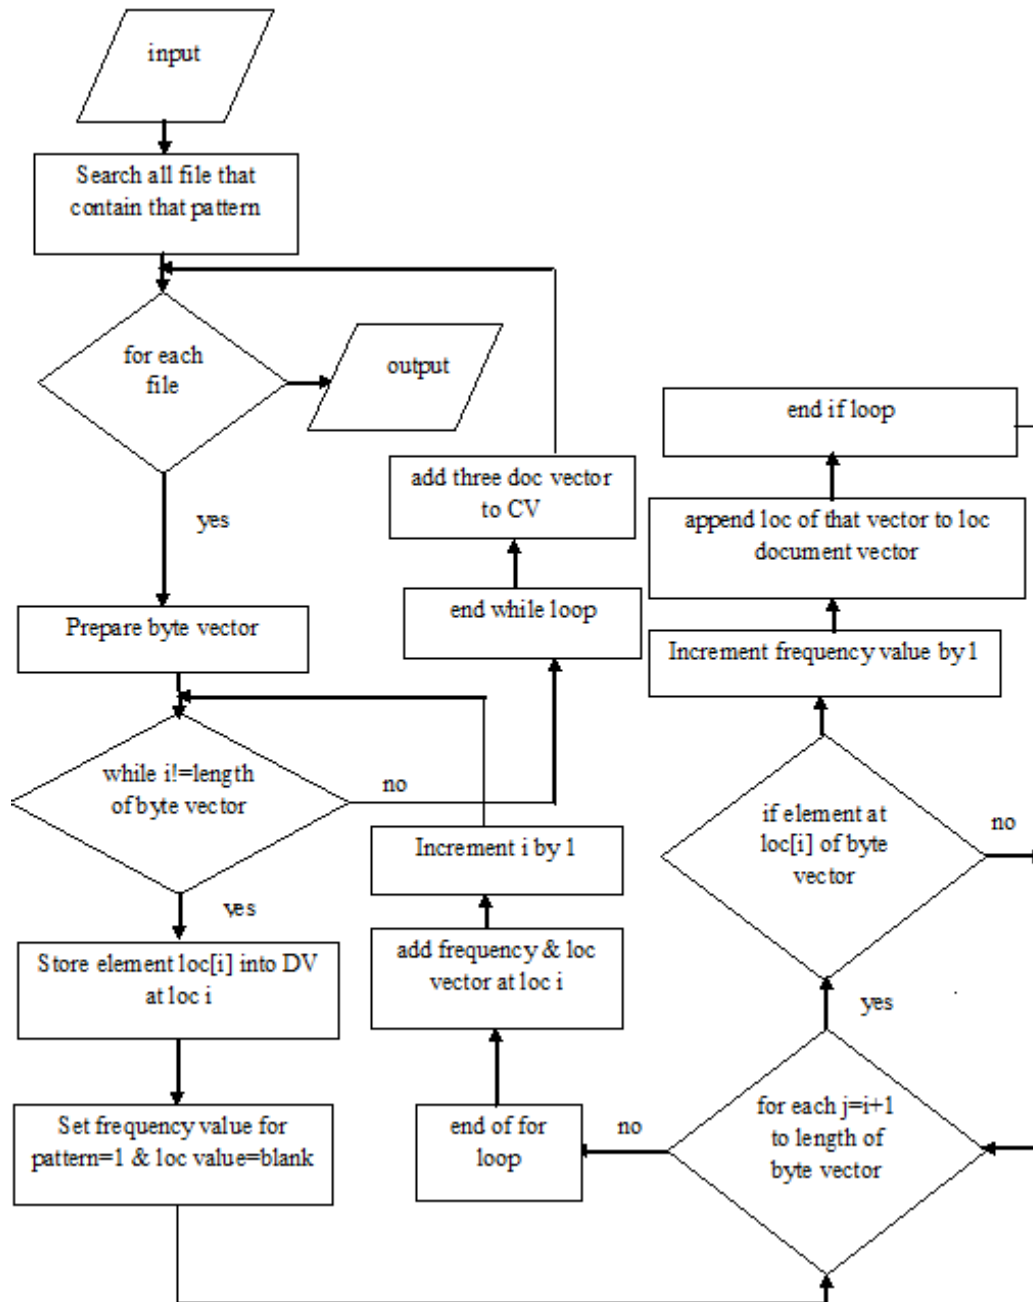 input
Search all file that
contain that pattern
for each
file
output
yes
Prepare byte vector
while i!=length
of byte vector
no
yes
Store element loc[i] into DV
at loc i
Set frequency value for
pattern=1 & loc value=blank
add three doc vector
to CV
end while loop
Increment i by 1
add frequency & loc
vector at loc i
end of for
loop
no
end if loop
append loc of that vector to loc
document vector
Increment frequency value by 1
if element at
loc[i] of byte
vector
no
yes
for each j=i+1
to length of
byte vector